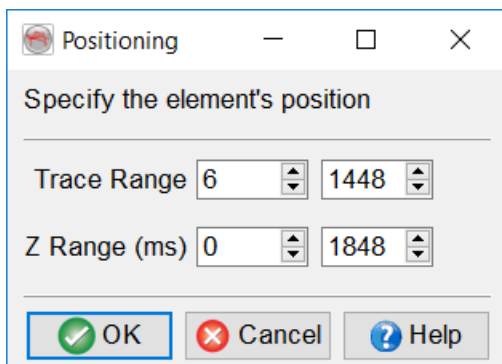 Positioning
Specify the element's position
Trace Range 6 1448
Z Range (ms) 0 1848
OK Cancel Help